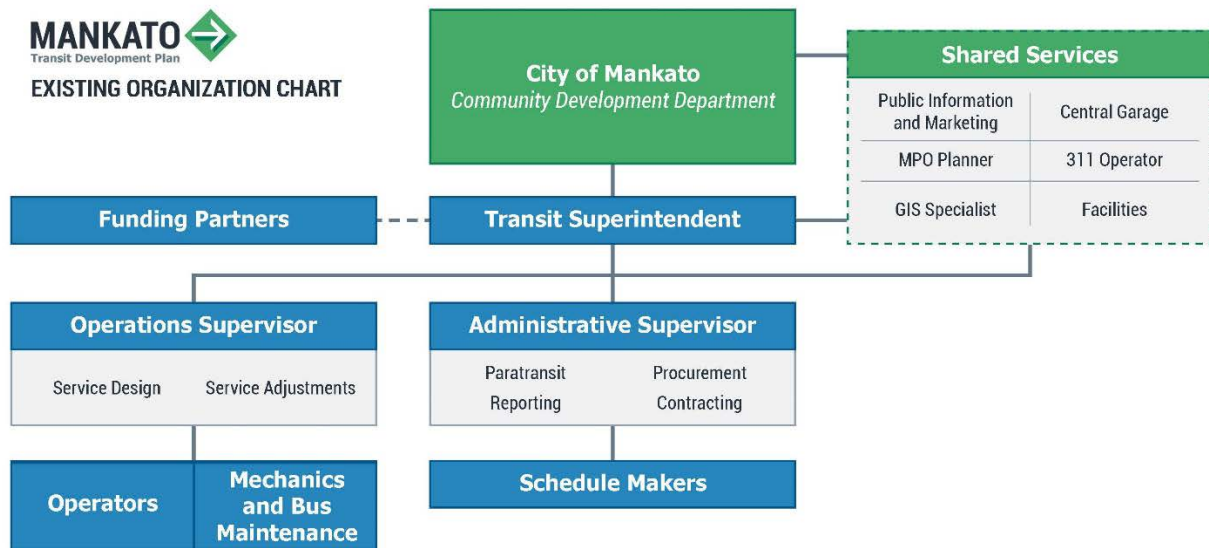 MANKATO
Transit Development Plan
EXISTING ORGANIZATION CHART
City of Mankato
Community Development Department
Shared Services
Public Information
and Marketing
Central Garage
MPO Planner
311 Operator
GIS Specialist
Facilities
Funding Partners
Transit Superintendent
Operations Supervisor
Service Design
Service Adjustments
Administrative Supervisor
Paratransit
Procurement
Reporting
Contracting
Operators
Mechanics
and Bus
Maintenance
Schedule Makers